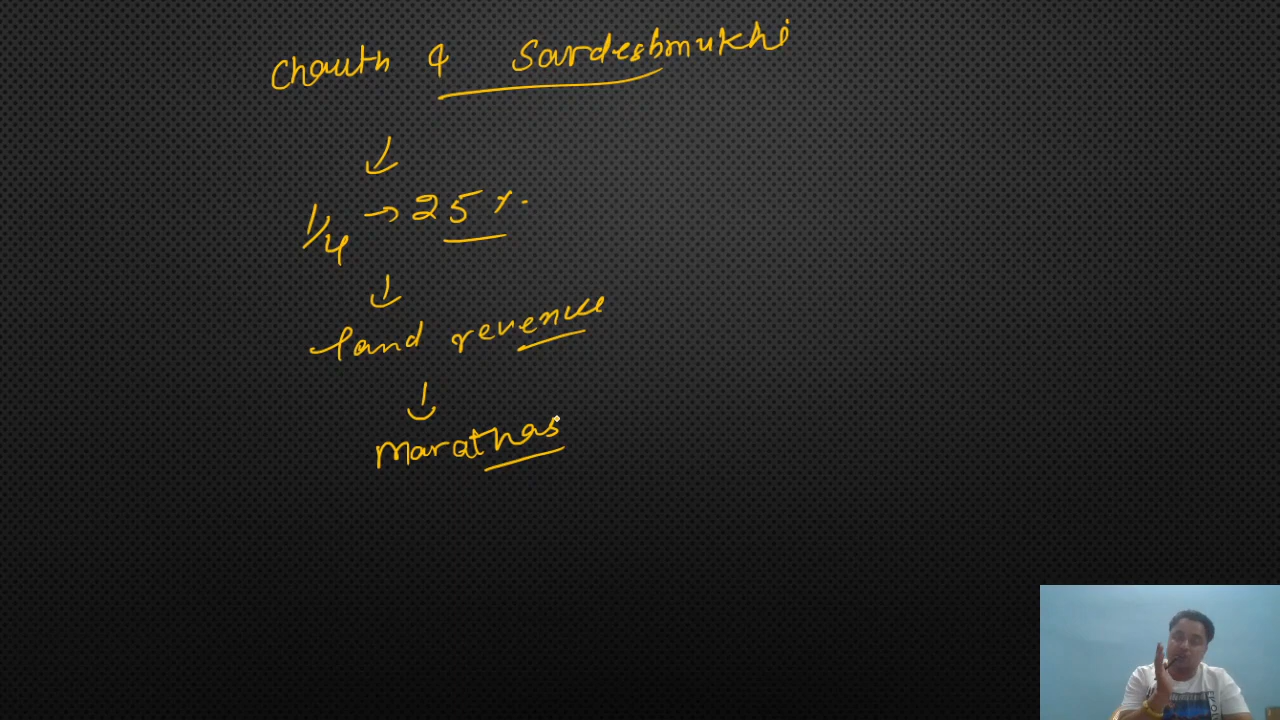 Chauth & Sardeshmukhi
1/4 → 25 %.
land revenue
Marathas